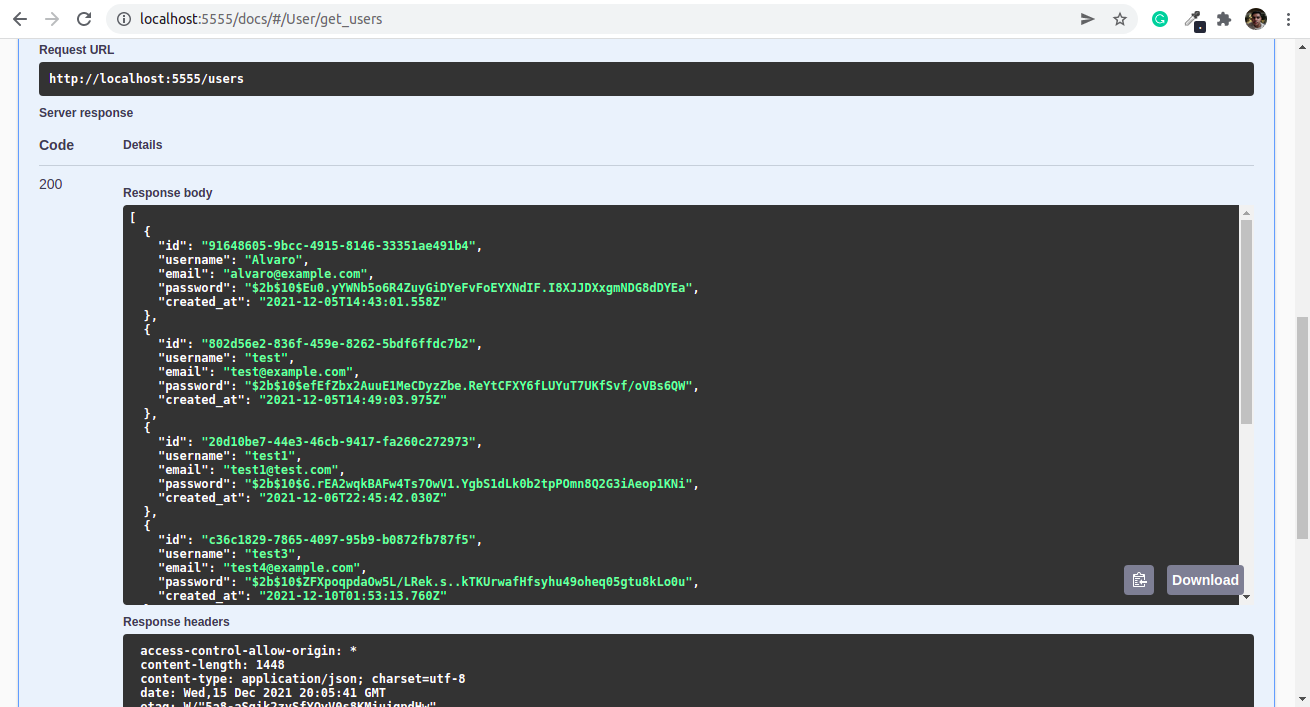 localhost:5555/docs/#/User/get_users
Request URL
http://localhost:5555/users
Server response
Code Details
200
Response body
[
{
"id": "91648605-9bcc-4915-8146-33351ae491b4",
"username": "Alvaro",
"email": "alvaro@example.com",
"password": "$2b$10$Eu0.yYWNb5o6R4ZuyGiDYeFvFoEYXNdIF.I8XJJDXxgmNDG8dDYEa",
"created_at": "2021-12-05T14:43:01.558Z"
},
{
"id": "802d56e2-836f-459e-8262-5bdf6ffdc7b2",
"username": "test",
"email": "test@example.com",
"password": "$2b$10$efEfZbx2AuuE1MeCDyzZbe.ReYtCFXY6fLUYuT7UKfSvf/oVBs6QW",
"created_at": "2021-12-05T14:49:03.975Z"
},
{
"id": "20d10be7-44e3-46cb-9417-fa260c272973",
"username": "test1",
"email": "test1@test.com",
"password": "$2b$10$G.rEA2wqkBAFw4Ts7OwV1.YgbS1dLk0b2tpPOmn8Q2G3iAeop1KNi",
"created_at": "2021-12-06T22:45:42.030Z"
},
{
"id": "c36c1829-7865-4097-95b9-b0872fb787f5",
"username": "test3",
"email": "test4@example.com",
"password": "$2b$10$ZFXpoqpdaOw5L/LRek.s..kTKUrwafHfsyhu49oheq05gtu8kLo0u",
"created_at": "2021-12-10T01:53:13.760Z"
Download
Response headers
access-control-allow-origin: *
content-length: 1448
content-type: application/json; charset=utf-8
date: Wed,15 Dec 2021 20:05:41 GMT